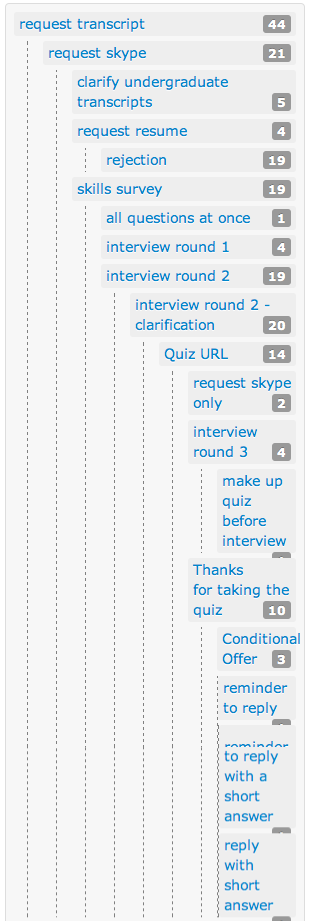 request transcript 44
request skype 21
clarify undergraduate
transcripts 5
request resume 4
rejection 19
skills survey 19
all questions at once 1
interview round 1 4
interview round 2 19
interview round 2 -
clarification 20
Quiz URL 14
request skype
only 2
interview
round 3 4
make up
quiz
before
interview
Thanks
for taking the
quiz 10
Conditional
Offer 3
reminder
to reply
reminder
to reply
with a
short
answer
reply
with
short
answer